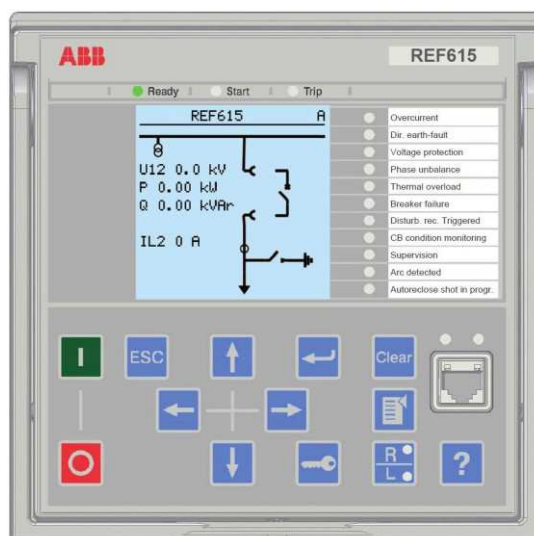 ABB
REF615
Ready
Start
Trip
REF615 A
U12 0.0 kV
P 0.00 kW
Q 0.00 kVAr
IL2 0 A
Overcurrent
Dir. earth-fault
Voltage protection
Phase unbalance
Thermal overload
Breaker failure
Disturb. rec. Triggered
CB condition monitoring
Supervision
Arc detected
Autoreclose shot in progr.
I
ESC
Clear
O
R
L
?